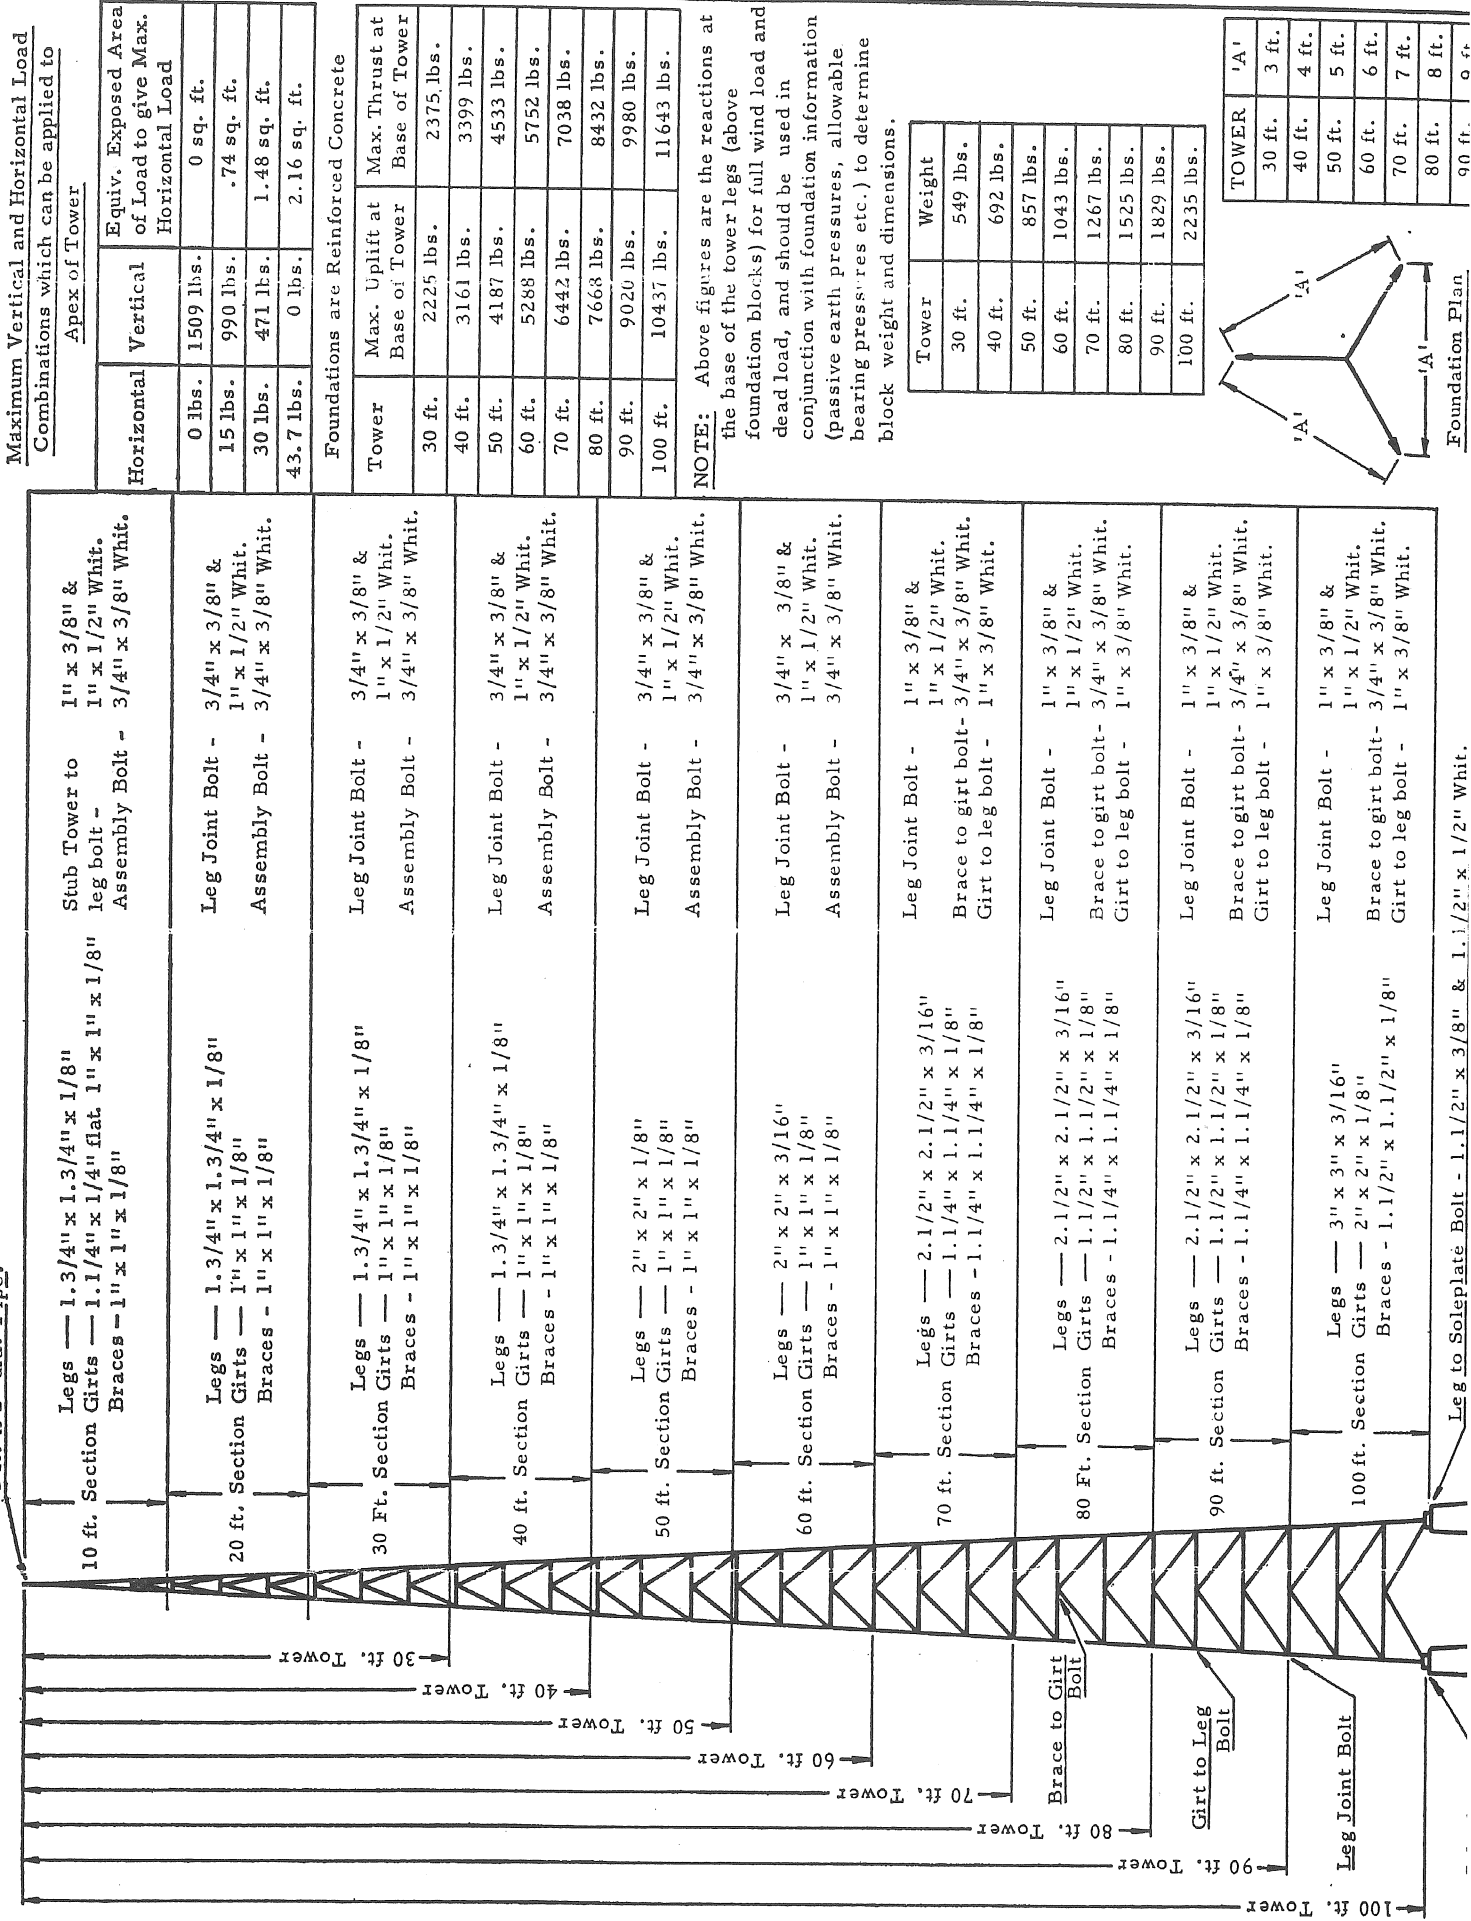 Maximum Vertical and Horizontal Load
Combinations which can be applied to
Apex of Tower
Horizontal Vertical Equiv. Exposed Area of Load to give Max. Horizontal Load
0 lbs. 1509 lbs. 0 sq. ft.
15 lbs. 990 lbs. .74 sq. ft.
30 lbs. 471 lbs. 1.48 sq. ft.
43.7 lbs. 0 lbs. 2.16 sq. ft.
Foundations are Reinforced Concrete
Tower Max. Uplift at Base of Tower Max. Thrust at Base of Tower
30 ft. 2225 lbs. 2375 lbs.
40 ft. 3161 lbs. 3399 lbs.
50 ft. 4187 lbs. 4533 lbs.
60 ft. 5288 lbs. 5752 lbs.
70 ft. 6442 lbs. 7038 lbs.
80 ft. 7668 lbs. 8432 lbs.
90 ft. 9020 lbs. 9980 lbs.
100 ft. 10437 lbs. 11643 lbs.
NOTE: Above figures are the reactions at
the base of the tower legs (above
foundation blocks) for full wind load and
dead load, and should be used in
conjunction with foundation information
(passive earth pressures, allowable
bearing pressures etc.) to determine
block weight and dimensions.
Tower Weight
30 ft. 549 lbs.
40 ft. 692 lbs.
50 ft. 857 lbs.
60 ft. 1043 lbs.
70 ft. 1267 lbs.
80 ft. 1525 lbs.
90 ft. 1829 lbs.
100 ft. 2235 lbs.
TOWER 'A'
30 ft. 3 ft.
40 ft. 4 ft.
50 ft. 5 ft.
60 ft. 6 ft.
70 ft. 7 ft.
80 ft. 8 ft.
90 ft. 9 ft.
'A'
'A'
'A'
Foundation Plan
10 ft. Section
Legs — 1.3/4" x 1.3/4" x 1/8"
Girts — 1.1/4" x 1/4" flat 1" x 1" x 1/8"
Braces — 1" x 1" x 1/8"
Stub Tower to
leg bolt - 1" x 3/8" &
1" x 1/2" Whit.
Assembly Bolt - 3/4" x 3/8" Whit.
20 ft. Section
Legs — 1.3/4" x 1.3/4" x 1/8"
Girts — 1" x 1" x 1/8"
Braces - 1" x 1" x 1/8"
Leg Joint Bolt - 3/4" x 3/8" &
1" x 1/2" Whit.
Assembly Bolt - 3/4" x 3/8" Whit.
30 Ft. Section
Legs — 1.3/4" x 1.3/4" x 1/8"
Girts — 1" x 1" x 1/8"
Braces - 1" x 1" x 1/8"
Leg Joint Bolt - 3/4" x 3/8" &
1" x 1/2" Whit.
Assembly Bolt - 3/4" x 3/8" Whit.
40 ft. Section
Legs — 1.3/4" x 1.3/4" x 1/8"
Girts — 1" x 1" x 1/8"
Braces - 1" x 1" x 1/8"
Leg Joint Bolt - 3/4" x 3/8" &
1" x 1/2" Whit.
Assembly Bolt - 3/4" x 3/8" Whit.
50 ft. Section
Legs — 2" x 2" x 1/8"
Girts — 1" x 1" x 1/8"
Braces - 1" x 1" x 1/8"
Leg Joint Bolt - 3/4" x 3/8" &
1" x 1/2" Whit.
Assembly Bolt - 3/4" x 3/8" Whit.
60 ft. Section
Legs — 2" x 2" x 3/16"
Girts — 1" x 1" x 1/8"
Braces - 1" x 1" x 1/8"
Leg Joint Bolt - 3/4" x 3/8" &
1" x 1/2" Whit.
Assembly Bolt - 3/4" x 3/8" Whit.
70 ft. Section
Legs — 2.1/2" x 2.1/2" x 3/16"
Girts — 1.1/4" x 1.1/4" x 1/8"
Braces - 1.1/4" x 1.1/4" x 1/8"
Leg Joint Bolt - 1" x 3/8" &
1" x 1/2" Whit.
Brace to girt bolt- 3/4" x 3/8" Whit.
Girt to leg bolt - 1" x 3/8" Whit.
80 Ft. Section
Legs — 2.1/2" x 2.1/2" x 3/16"
Girts — 1.1/2" x 1.1/2" x 1/8"
Braces - 1.1/4" x 1.1/4" x 1/8"
Leg Joint Bolt - 1" x 3/8" &
1" x 1/2" Whit.
Brace to girt bolt- 3/4" x 3/8" Whit.
Girt to leg bolt - 1" x 3/8" Whit.
90 ft. Section
Legs — 2.1/2" x 2.1/2" x 3/16"
Girts — 1.1/2" x 1.1/2" x 1/8"
Braces - 1.1/4" x 1.1/4" x 1/8"
Leg Joint Bolt - 1" x 3/8" &
1" x 1/2" Whit.
Brace to girt bolt- 3/4" x 3/8" Whit.
Girt to leg bolt - 1" x 3/8" Whit.
100 ft. Section
Legs — 3" x 3" x 3/16"
Girts — 2" x 2" x 1/8"
Braces - 1.1/2" x 1.1/2" x 1/8"
Leg Joint Bolt - 1" x 3/8" &
1" x 1/2" Whit.
Brace to girt bolt- 3/4" x 3/8" Whit.
Girt to leg bolt - 1" x 3/8" Whit.
Leg to Soleplate Bolt - 1.1/2" x 3/8" & 1.1/2" x 1/2" Whit.
30 ft. Tower
40 ft. Tower
50 ft. Tower
60 ft. Tower
70 ft. Tower
80 ft. Tower
90 ft. Tower
100 ft. Tower
Brace to Girt
Bolt
Girt to Leg
Bolt
Leg Joint Bolt